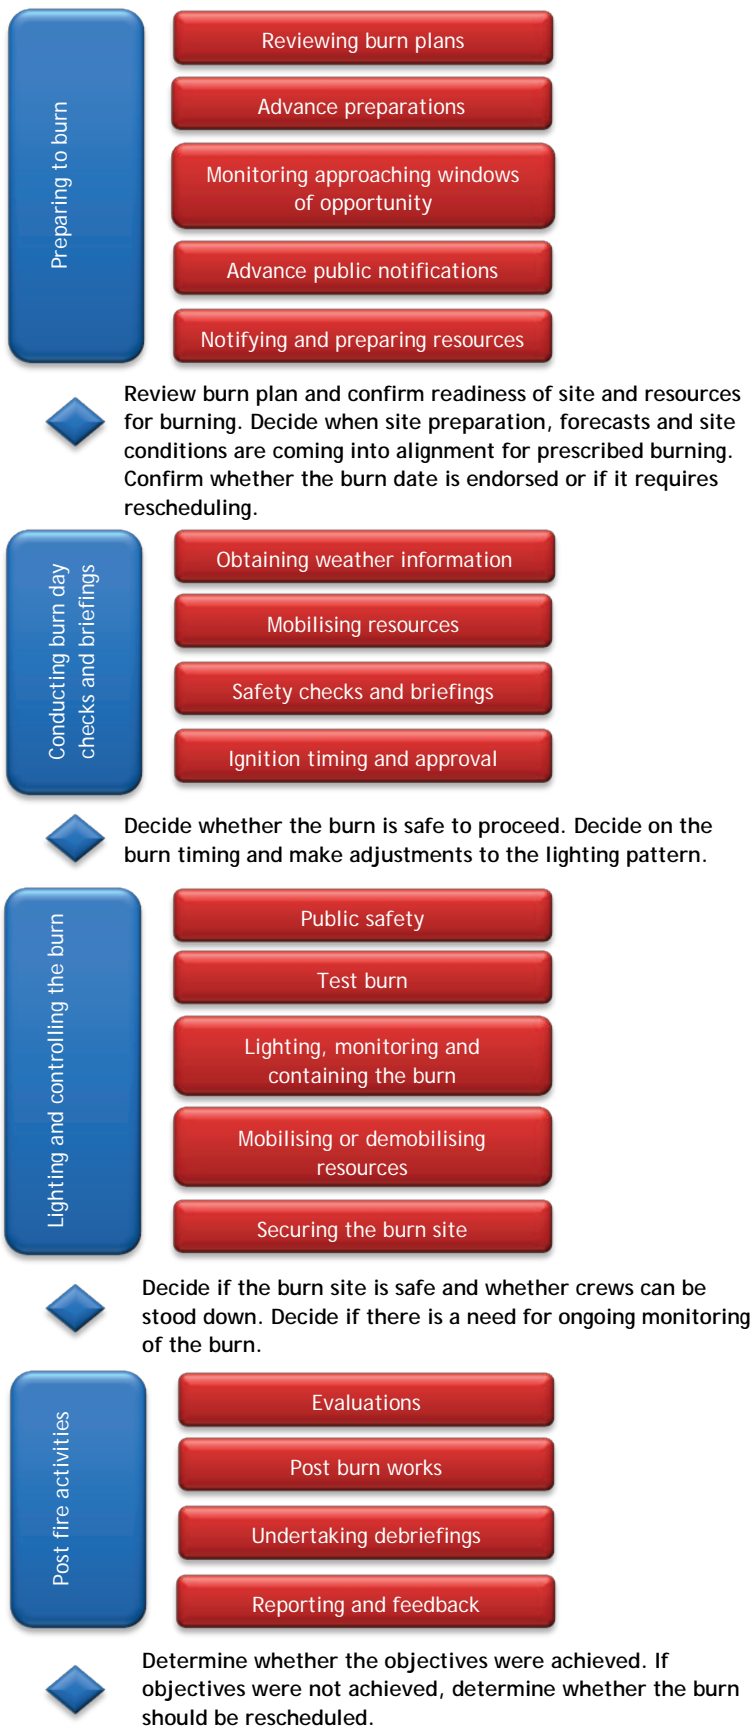 Preparing to burn
Reviewing burn plans
Advance preparations
Monitoring approaching windows
of opportunity
Advance public notifications
Notifying and preparing resources
Review burn plan and confirm readiness of site and resources
for burning. Decide when site preparation, forecasts and site
conditions are coming into alignment for prescribed burning.
Confirm whether the burn date is endorsed or if it requires
rescheduling.
Conducting burn day
checks and briefings
Obtaining weather information
Mobilising resources
Safety checks and briefings
Ignition timing and approval
Decide whether the burn is safe to proceed. Decide on the
burn timing and make adjustments to the lighting pattern.
Lighting and controlling the burn
Public safety
Test burn
Lighting, monitoring and
containing the burn
Mobilising or demobilising
resources
Securing the burn site
Decide if the burn site is safe and whether crews can be
stood down. Decide if there is a need for ongoing monitoring
of the burn.
Post fire activities
Evaluations
Post burn works
Undertaking debriefings
Reporting and feedback
Determine whether the objectives were achieved. If
objectives were not achieved, determine whether the burn
should be rescheduled.